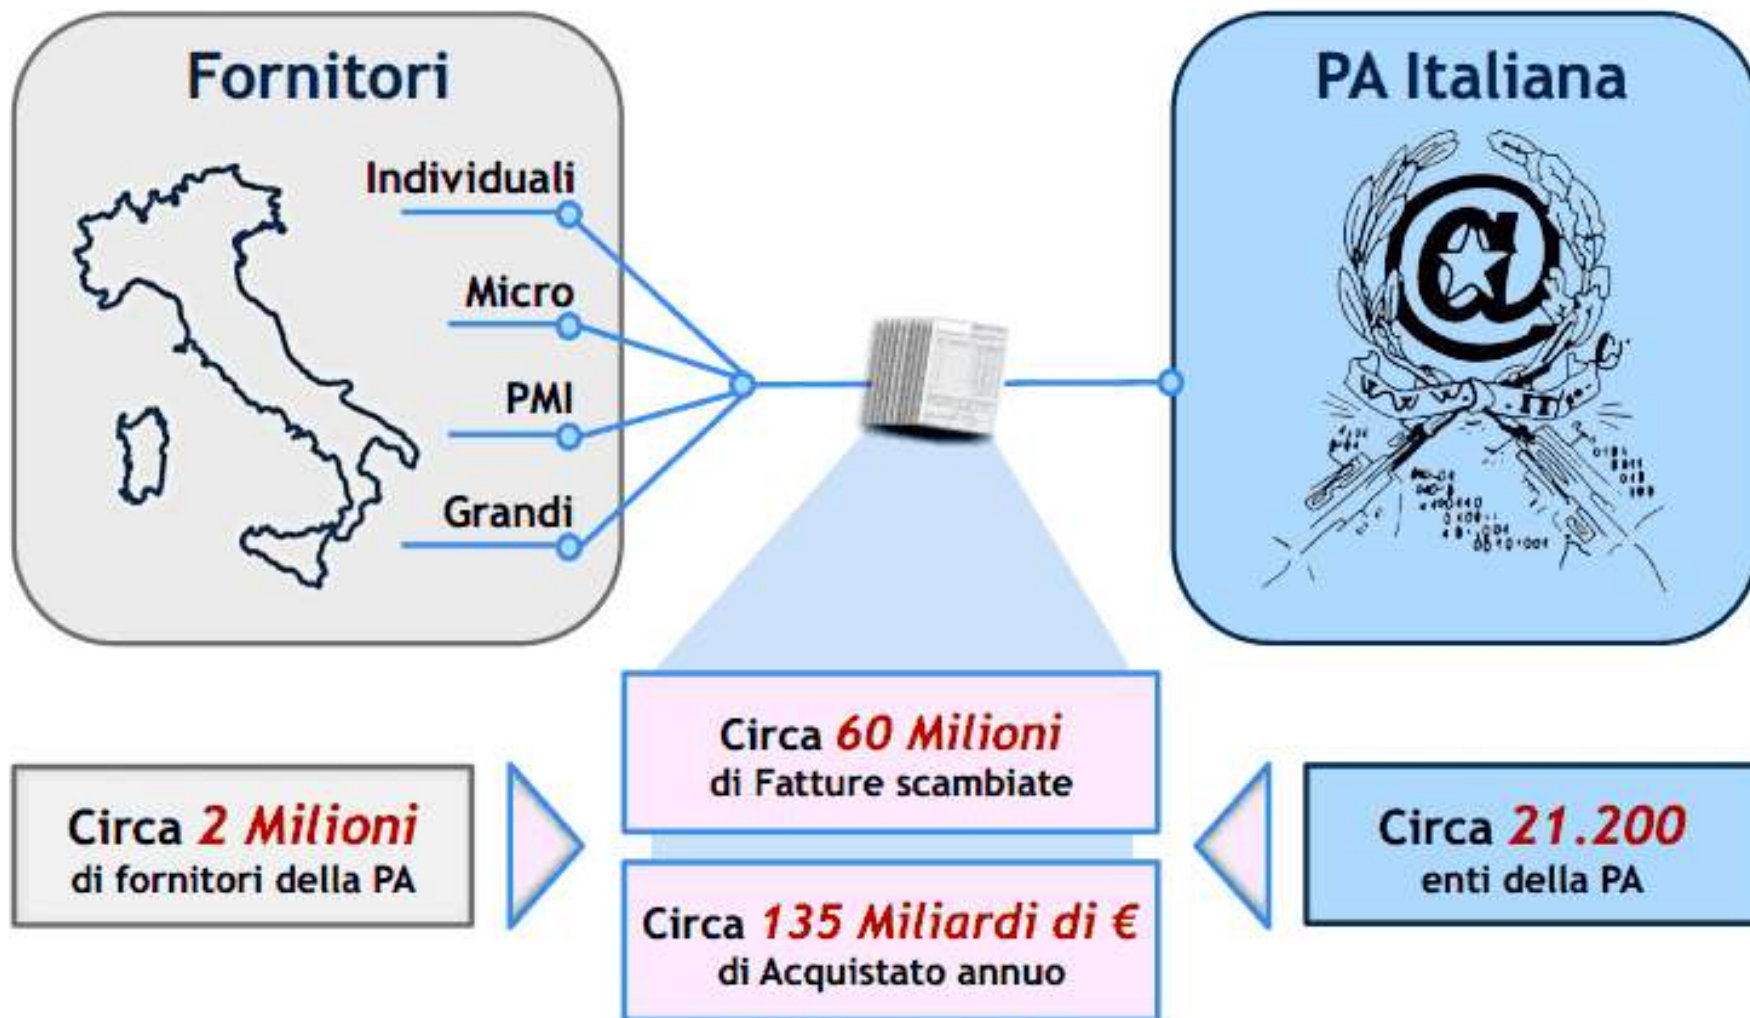 Fornitori
Individuali
Micro
PMI
Grandi
PA Italiana
Circa 60 Milioni
di Fatture scambiate
Circa 2 Milioni
di fornitori della PA
Circa 21.200
enti della PA
Circa 135 Miliardi di €
di Acquistato annuo